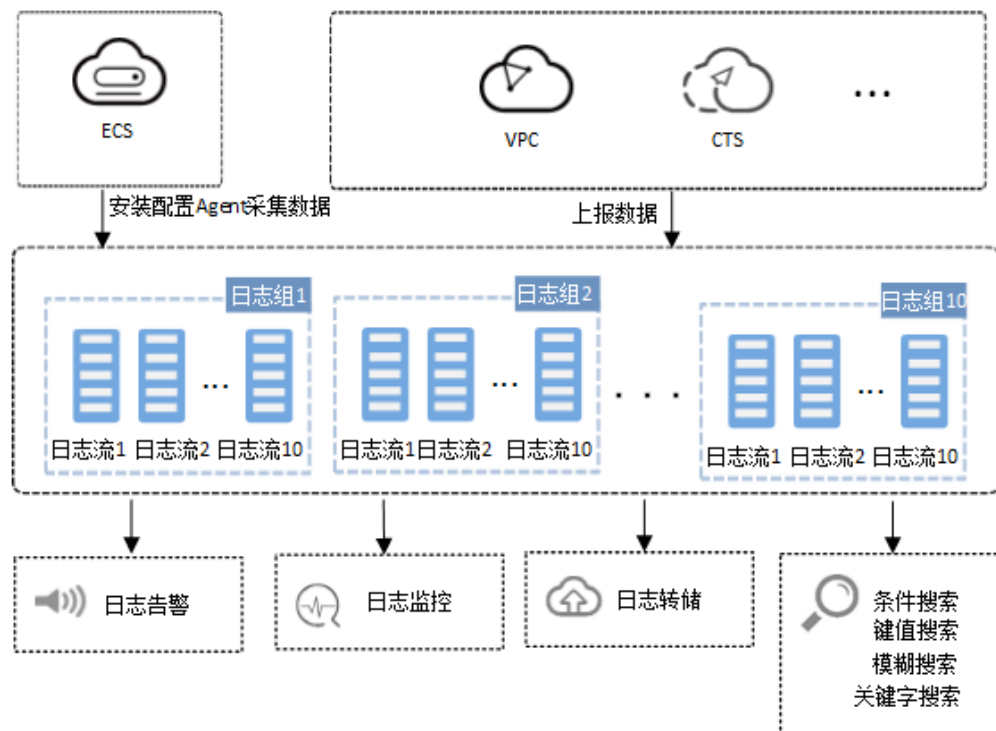 ECS
VPC
CTS
...
安装配置Agent采集数据
上报数据
日志组1
日志组2
日志组10
...
...
...
...
日志流1 日志流2 日志流10
日志流1 日志流2 日志流10
日志流1 日志流2 日志流10
日志告警
日志监控
日志转储
条件搜索
键值搜索
模糊搜索
关键字搜索